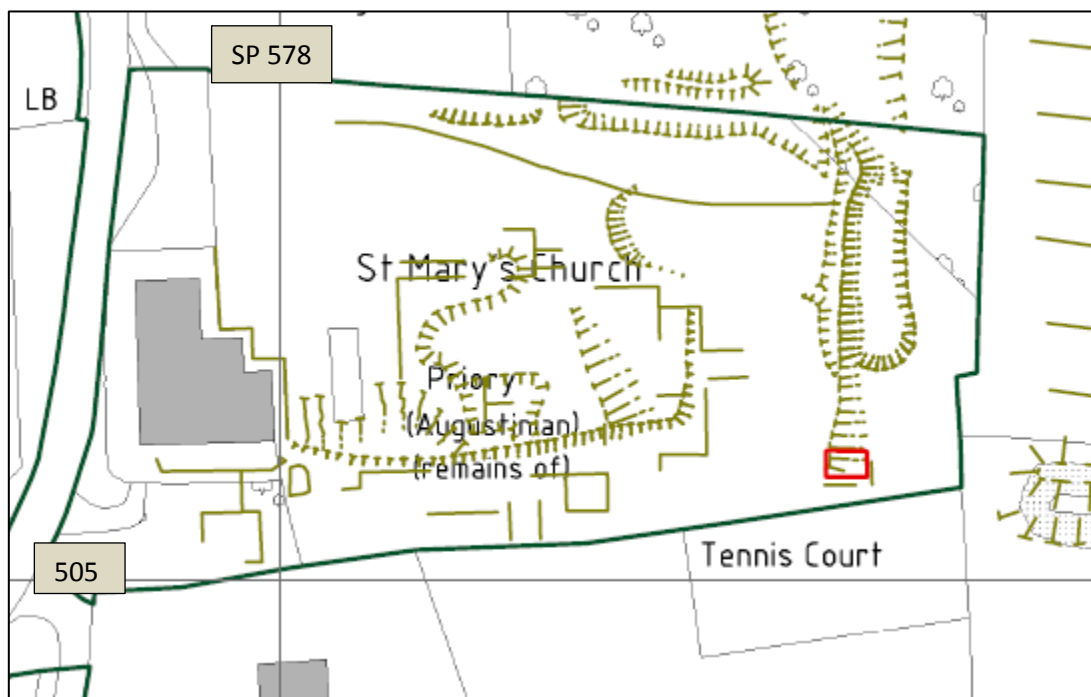 SP 578
LB
St Mary's Church
Priory
(Augustinian)
(remains of)
Tennis Court
505